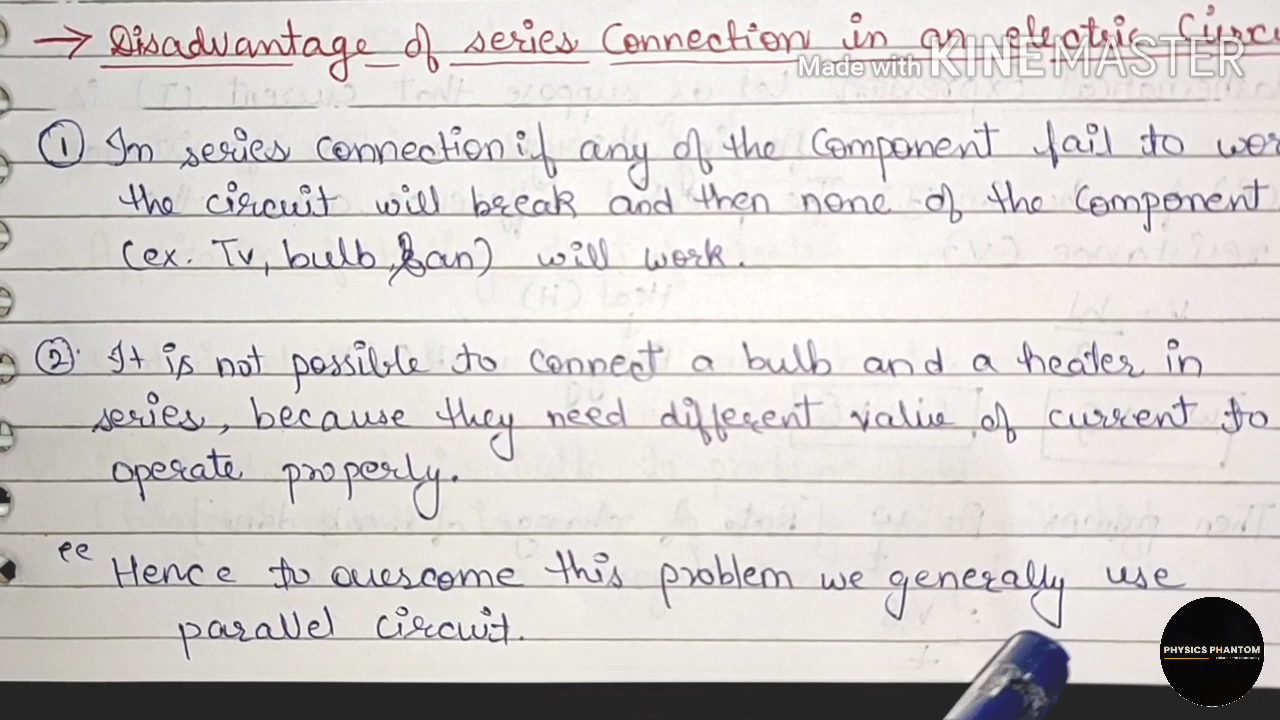 → Disadvantage of series Connection in an electric Circu
Made with KINEMASTER
① In series connection if any of the Component fail to wor
the circuit will break and then none of the Component
(ex. Tv, bulb, fan) will work.
②. It is not possible to connect a bulb and a heater in
series, because they need different value of current to
operate properly.
Hence to overcome this problem we generally use
parallel circuit.
PHYSICS PHANTOM